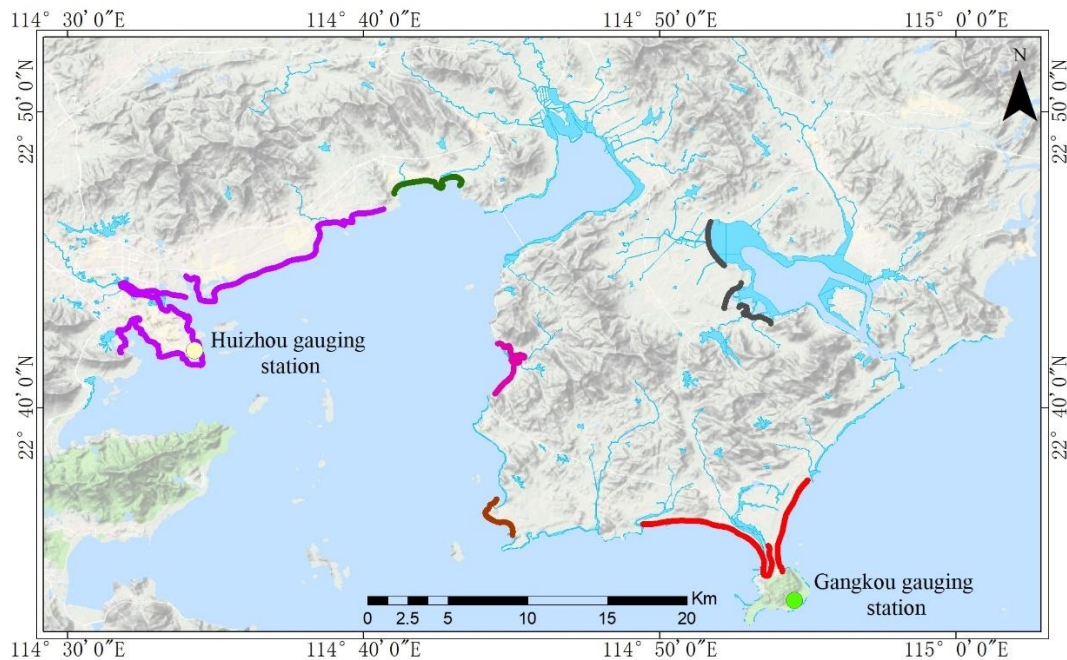 114° 30′ 0″E 114° 40′ 0″E 114° 50′ 0″E 115° 0′ 0″E
N
22° 50′ 0″N
22° 50′ 0″N
Huizhou gauging
station
22° 40′ 0″N
22° 40′ 0″N
Gangkou gauging
station
Km
0 2.5 5 10 15 20
114° 30′ 0″E 114° 40′ 0″E 114° 50′ 0″E 115° 0′ 0″E